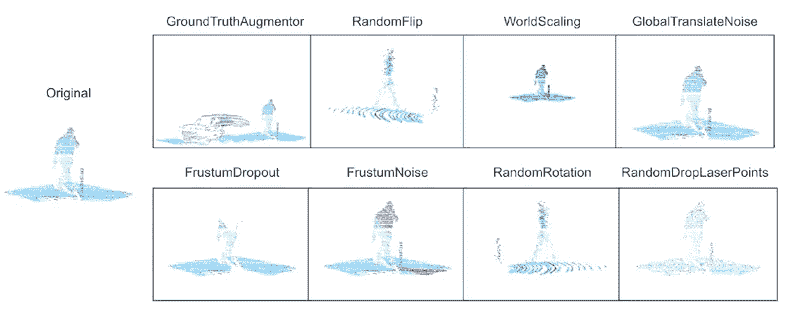 GroundTruthAugmentor
RandomFlip
WorldScaling
GlobalTranslateNoise
Original
FrustumDropout
FrustumNoise
RandomRotation
RandomDropLaserPoints